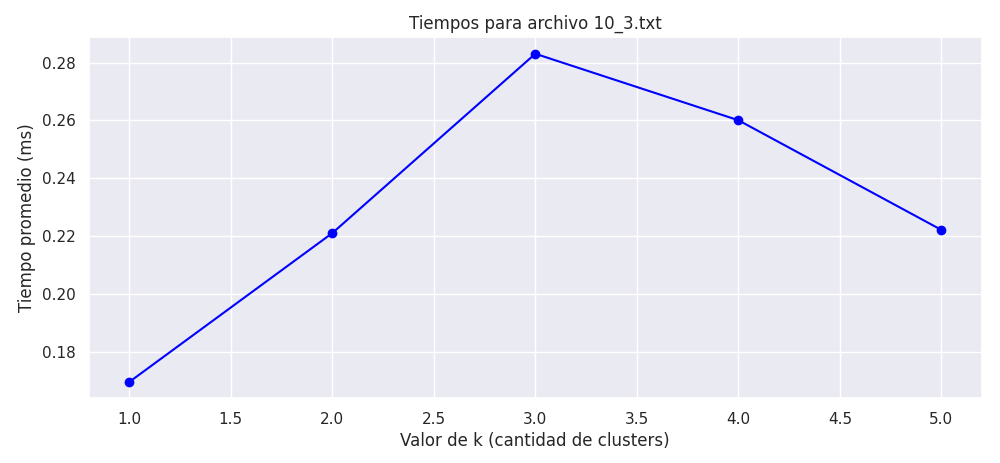 Tiempos para archivo 10_3.txt
Tiempo promedio (ms)
0.28
0.26
0.24
0.22
0.20
0.18
1.0 1.5 2.0 2.5 3.0 3.5 4.0 4.5 5.0
Valor de k (cantidad de clusters)